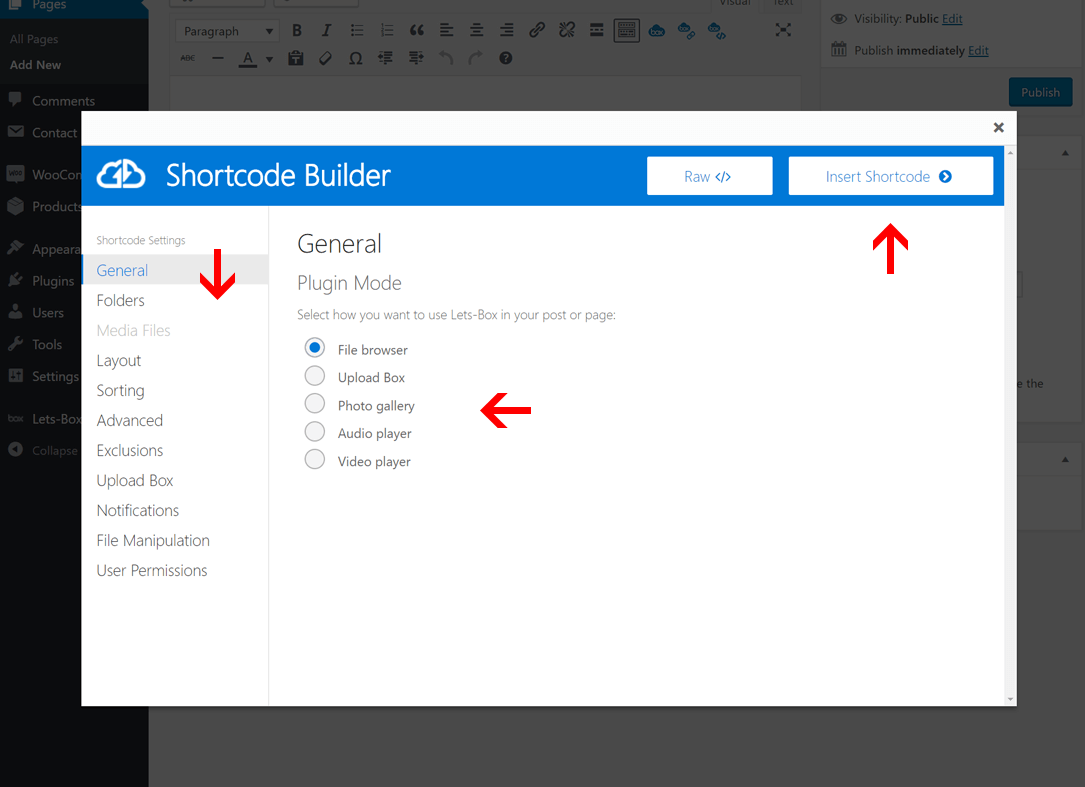 Pages
Visual
Text
Visibility: Public Edit
Paragraph
B I
All Pages
Publish immediately Edit
ABC A
Add New
Publish
Comments
Contact
Shortcode Builder
Raw </>
Insert Shortcode
WooCom
Products
Shortcode Settings
General
Appeara
General
Plugin Mode
Plugins
Folders
Select how you want to use Lets-Box in your post or page:
Users
Media Files
Tools
File browser
Layout
Upload Box
Settings
e the
Sorting
Photo gallery
box Lets-Box
Advanced
Audio player
Collapse
Exclusions
Video player
Upload Box
Notifications
File Manipulation
User Permissions